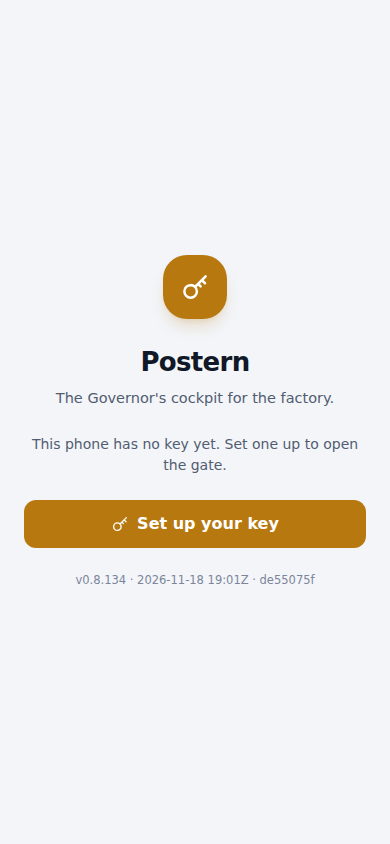 Postern
The Governor's cockpit for the factory.
This phone has no key yet. Set one up to open
the gate.
Set up your key
v0.8.134 · 2026-11-18 19:01Z · de55075f